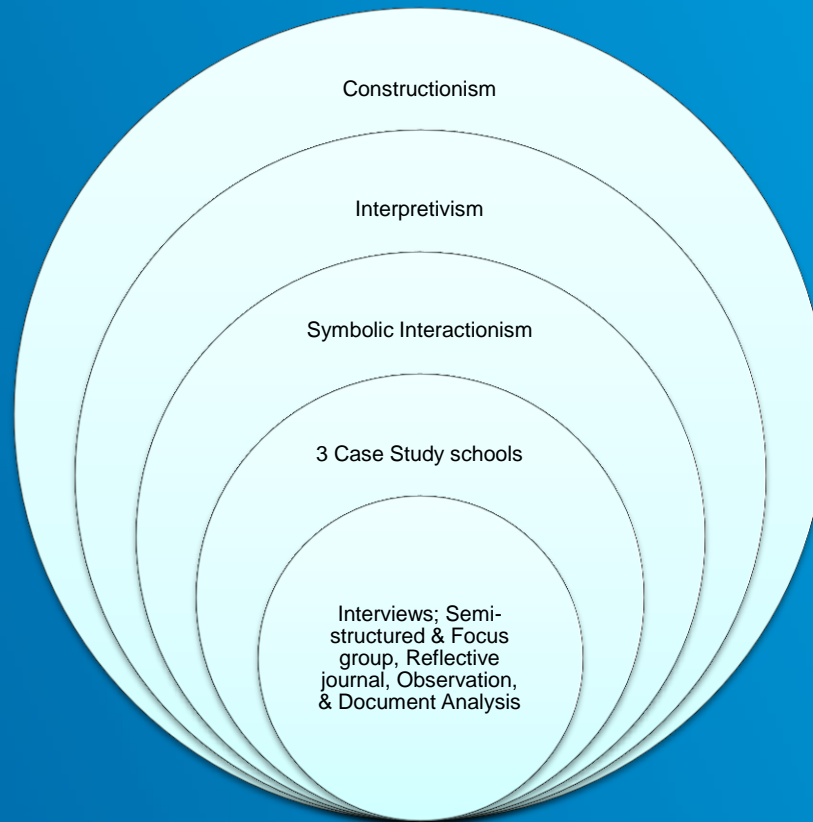 Constructionism
Interpretivism
Symbolic Interactionism
3 Case Study schools
Interviews; Semi-
structured & Focus
group, Reflective
journal, Observation,
& Document Analysis